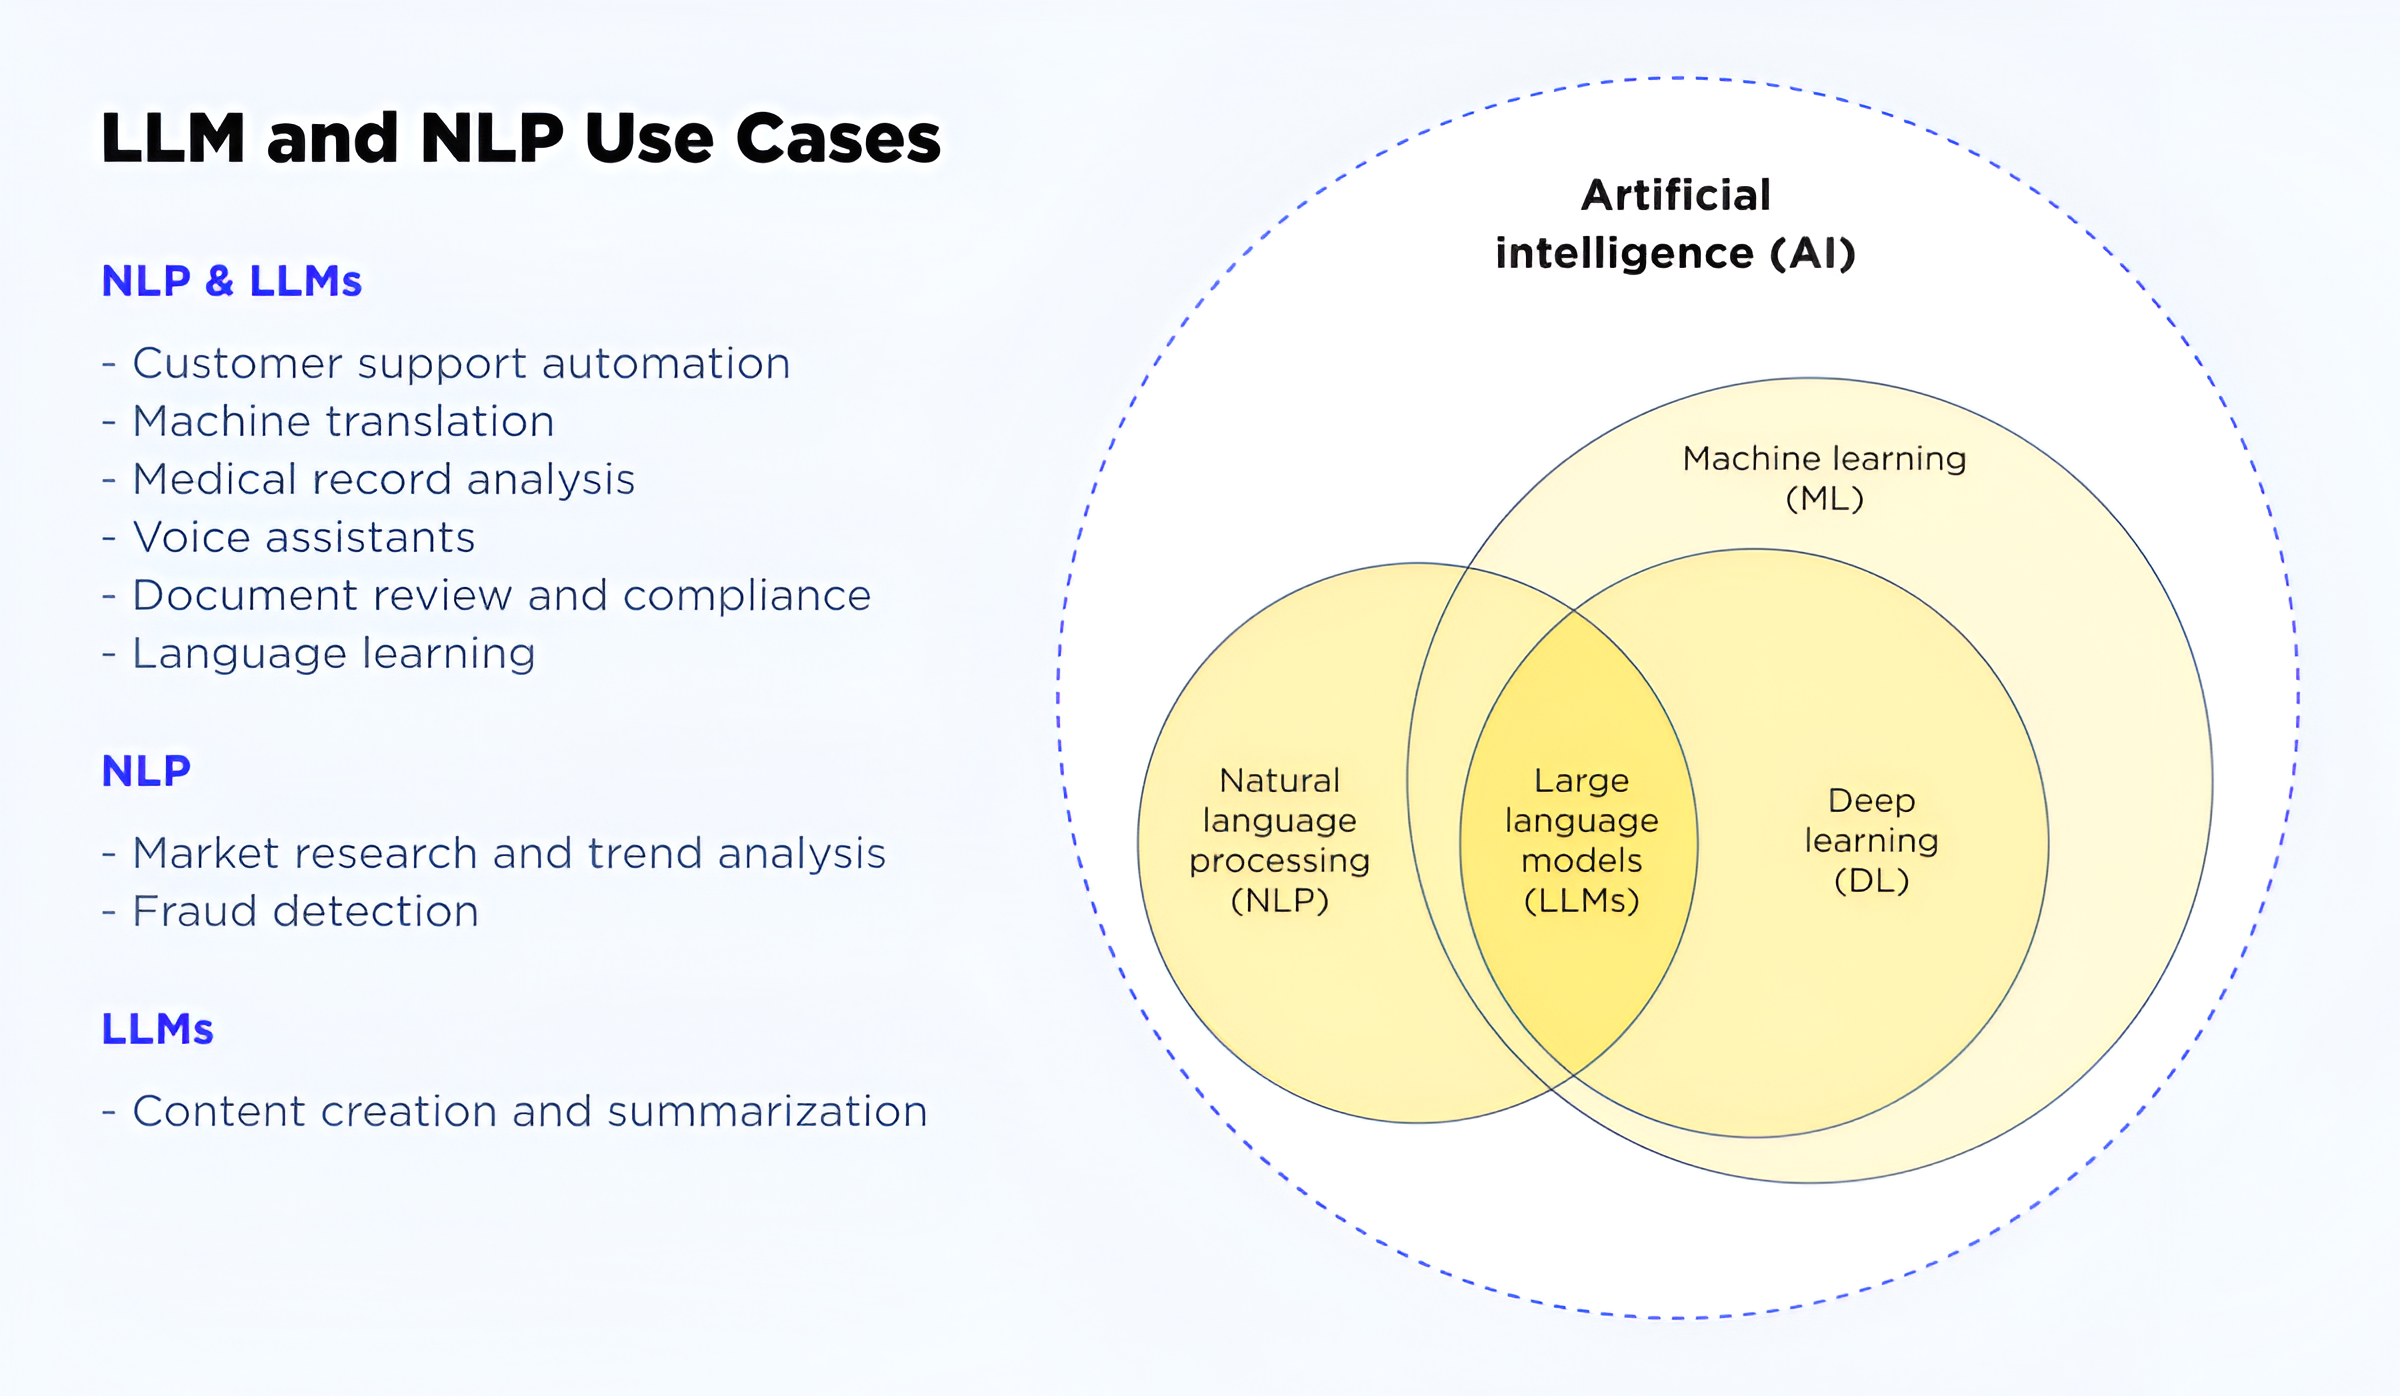 LLM and NLP Use Cases
NLP & LLMs
- Customer support automation
- Machine translation
- Medical record analysis
- Voice assistants
- Document review and compliance
- Language learning
NLP
- Market research and trend analysis
- Fraud detection
LLMs
- Content creation and summarization
Artificial
intelligence (AI)
Machine learning
(ML)
Natural
language
processing
(NLP)
Large
language
models
(LLMs)
Deep
learning
(DL)